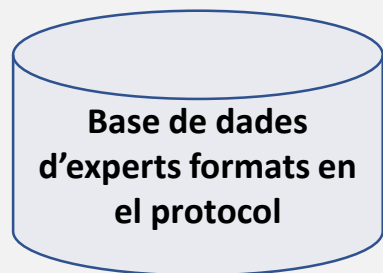 Base de dades
d’experts formats en
el protocol